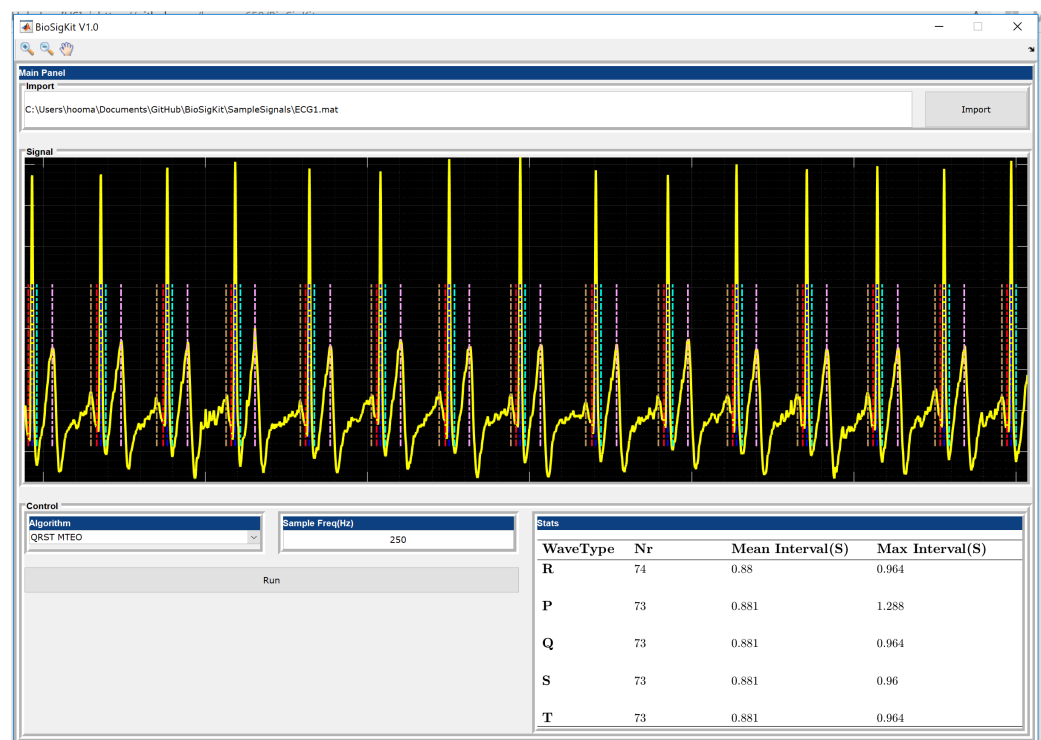 BioSigKit V1.0
Main Panel
Import
C:\Users\hooma\Documents\GitHub\BioSigKit\SampleSignals\ECG1.mat
Import
Signal
Control
Algorithm
QRST MTEO
Sample Freq(Hz)
250
Run
Stats
WaveType Nr Mean Interval(S) Max Interval(S)
R 74 0.88 0.964
P 73 0.881 1.288
Q 73 0.881 0.964
S 73 0.881 0.96
T 73 0.881 0.964